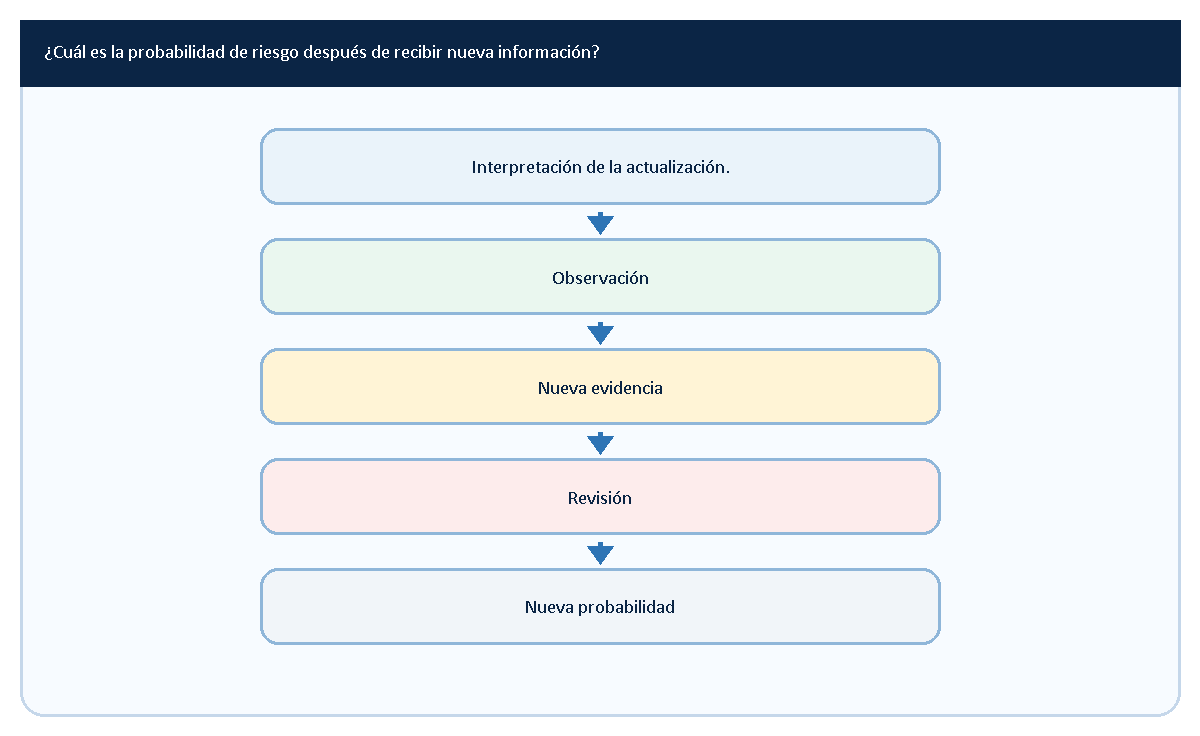 ¿Cuál es la probabilidad de riesgo después de recibir nueva información?
Interpretación de la actualización.
Observación
Nueva evidencia
Revisión
Nueva probabilidad